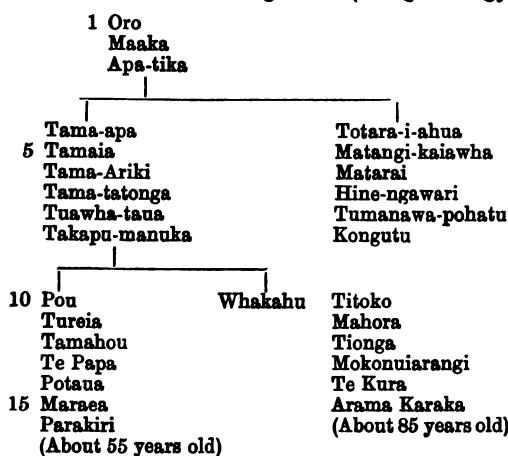 1 Oro
Maaka
Apa-tika
Tama-apa Totara-i-ahua
5 Tamaia Matangi-kaiawha
Tama-Ariki Matarai
Tama-tatonga Hine-ngawari
Tuawha-taua Tumanawa-pohatu
Takapu-manuka Kongutu
10 Pou Whakahu Titoko
Tureia Mahora
Tamahou Tionga
Te Papa Mokonuiarangi
Potaua Te Kura
15 Maraea Arama Karaka
Parakiri (About 85 years old)
(About 55 years old)